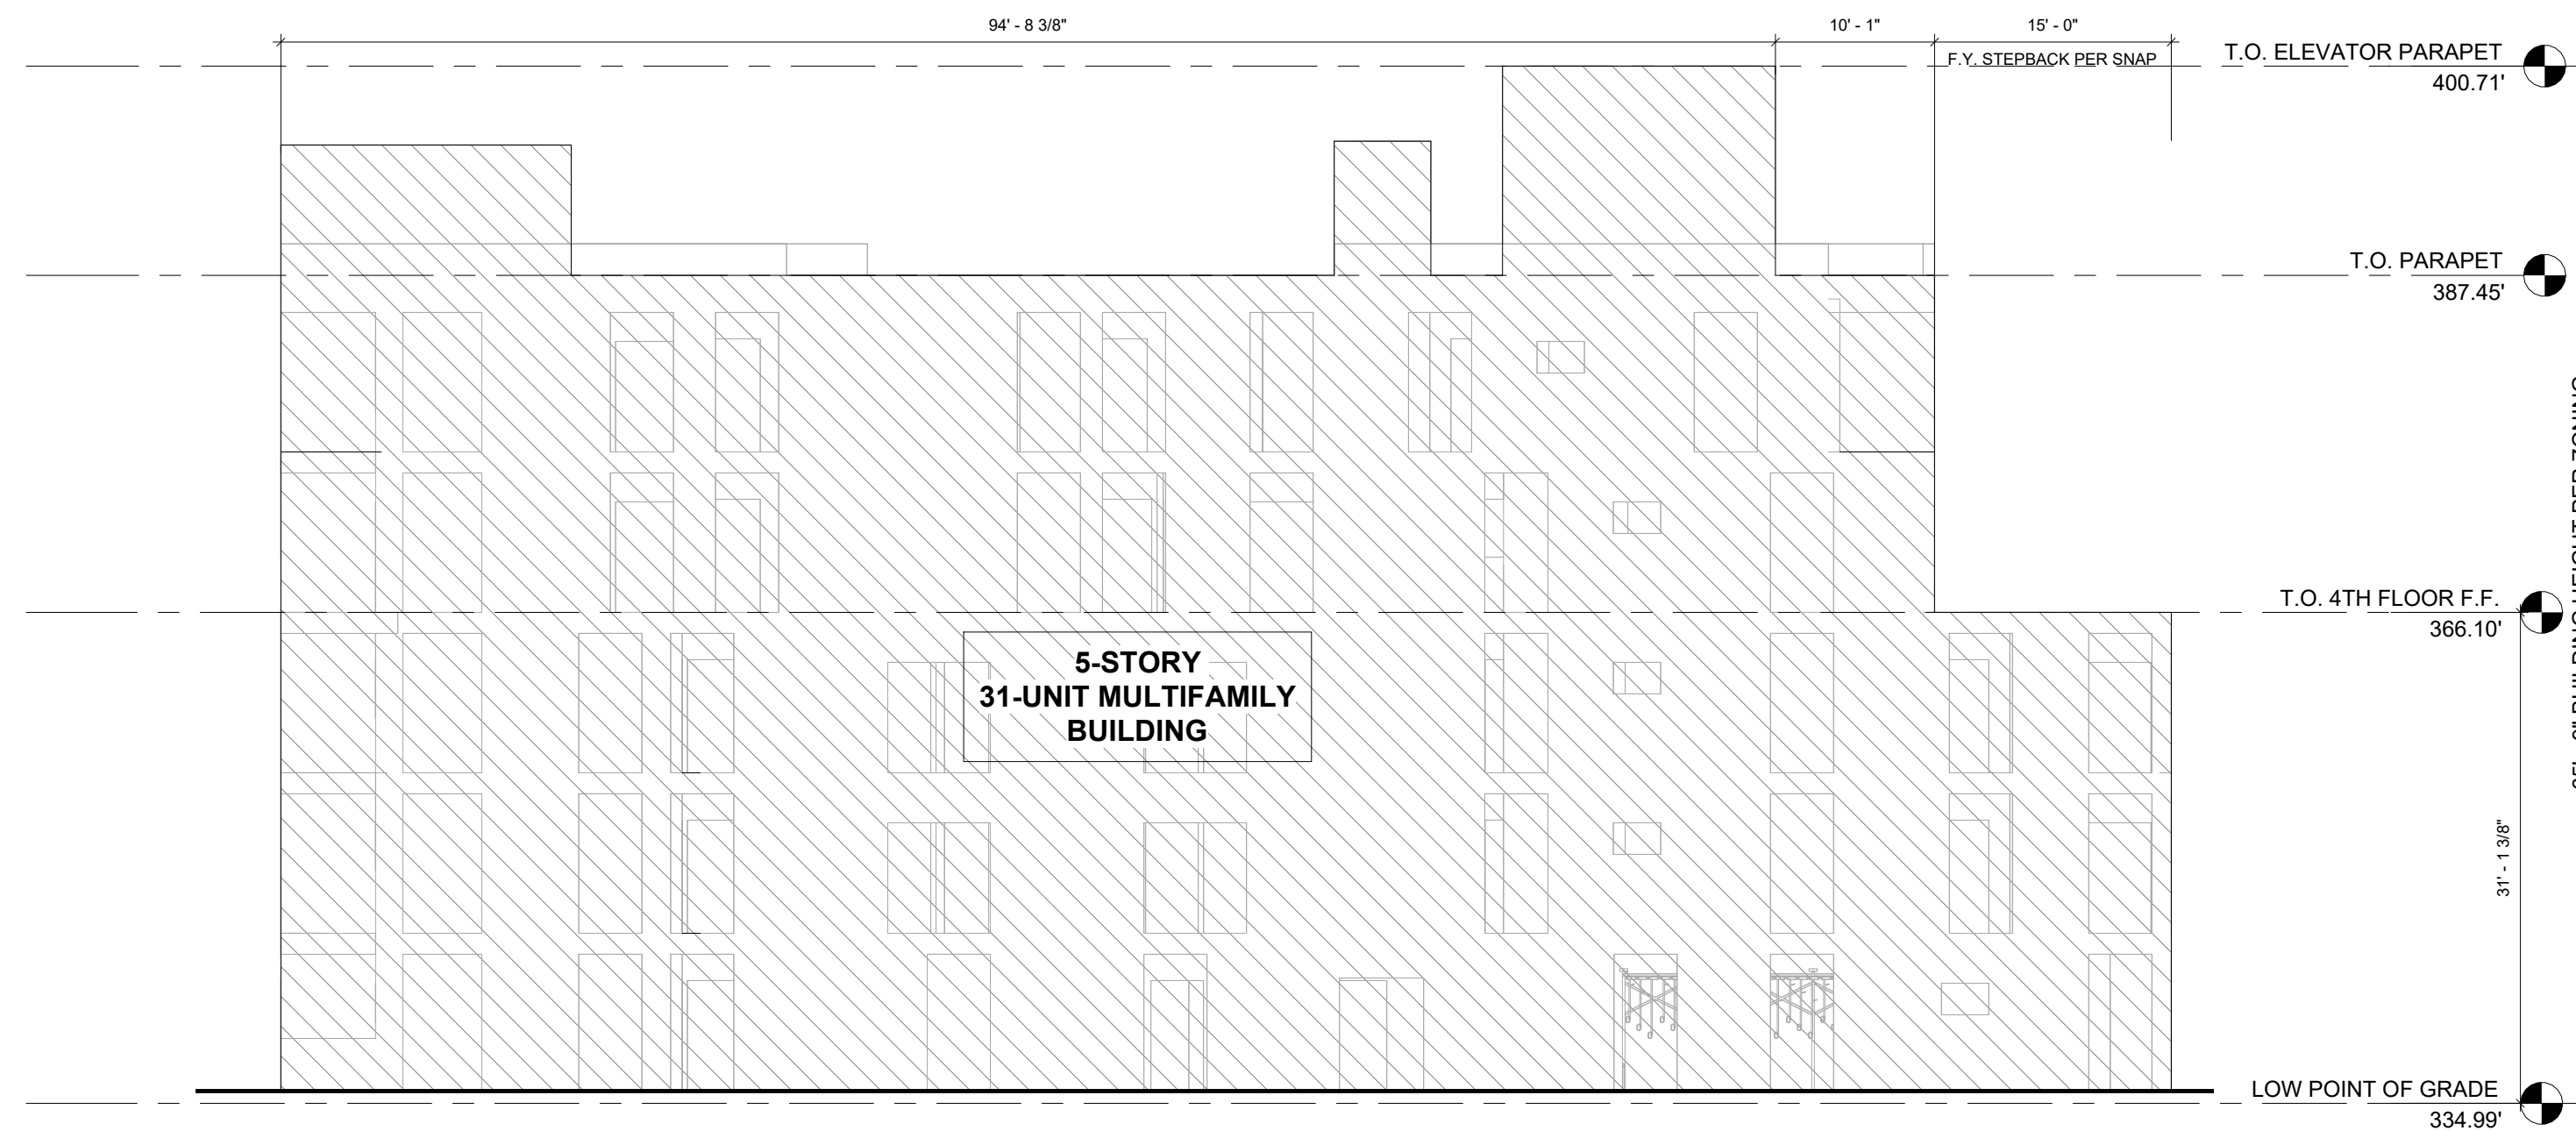 94' - 8 3/8"
10' - 1"
15' - 0"
F.Y. STEPBACK PER SNAP
T.O. ELEVATOR PARAPET
400.71'
T.O. PARAPET
387.45'
T.O. 4TH FLOOR F.F.
366.10'
5-STORY
31-UNIT MULTIFAMILY
BUILDING
31' - 1 3/8"
LOW POINT OF GRADE
334.99'